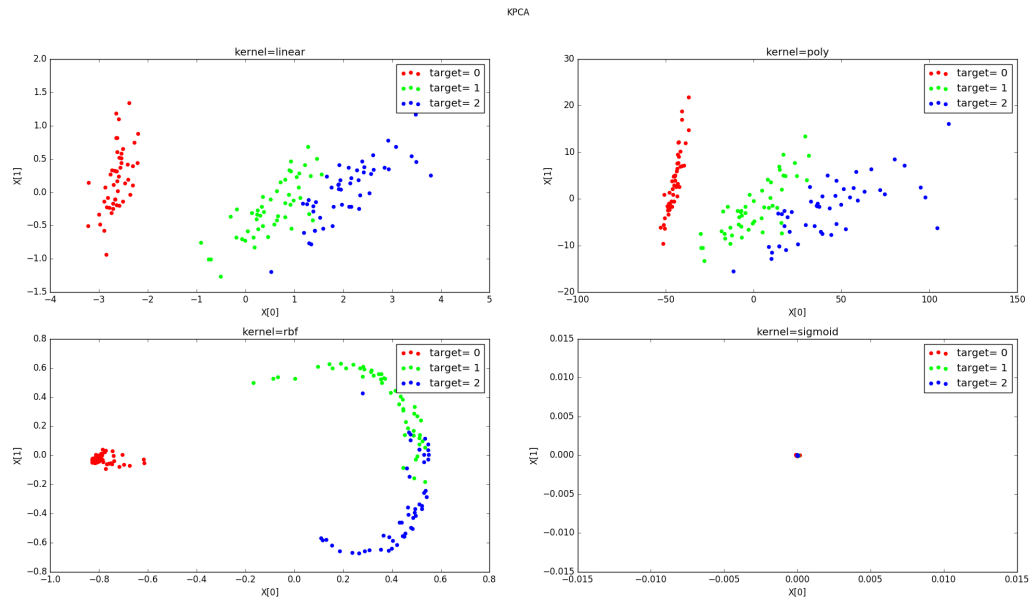 KPCA
kernel=linear
2.0
1.5
1.0
0.5
0.0
−0.5
−1.0
−1.5
X[1]
−4
−3
−2
−1
0
1
2
3
4
5
X[0]
target= 0
target= 1
target= 2
kernel=poly
30
20
10
0
−10
−20
X[1]
−100
−50
0
50
100
150
X[0]
target= 0
target= 1
target= 2
kernel=rbf
0.8
0.6
0.4
0.2
0.0
−0.2
−0.4
−0.6
−0.8
X[1]
−1.0
−0.8
−0.6
−0.4
−0.2
0.0
0.2
0.4
0.6
0.8
X[0]
target= 0
target= 1
target= 2
kernel=sigmoid
0.015
0.010
0.005
0.000
−0.005
−0.010
−0.015
X[1]
−0.015
−0.010
−0.005
0.000
0.005
0.010
0.015
X[0]
target= 0
target= 1
target= 2